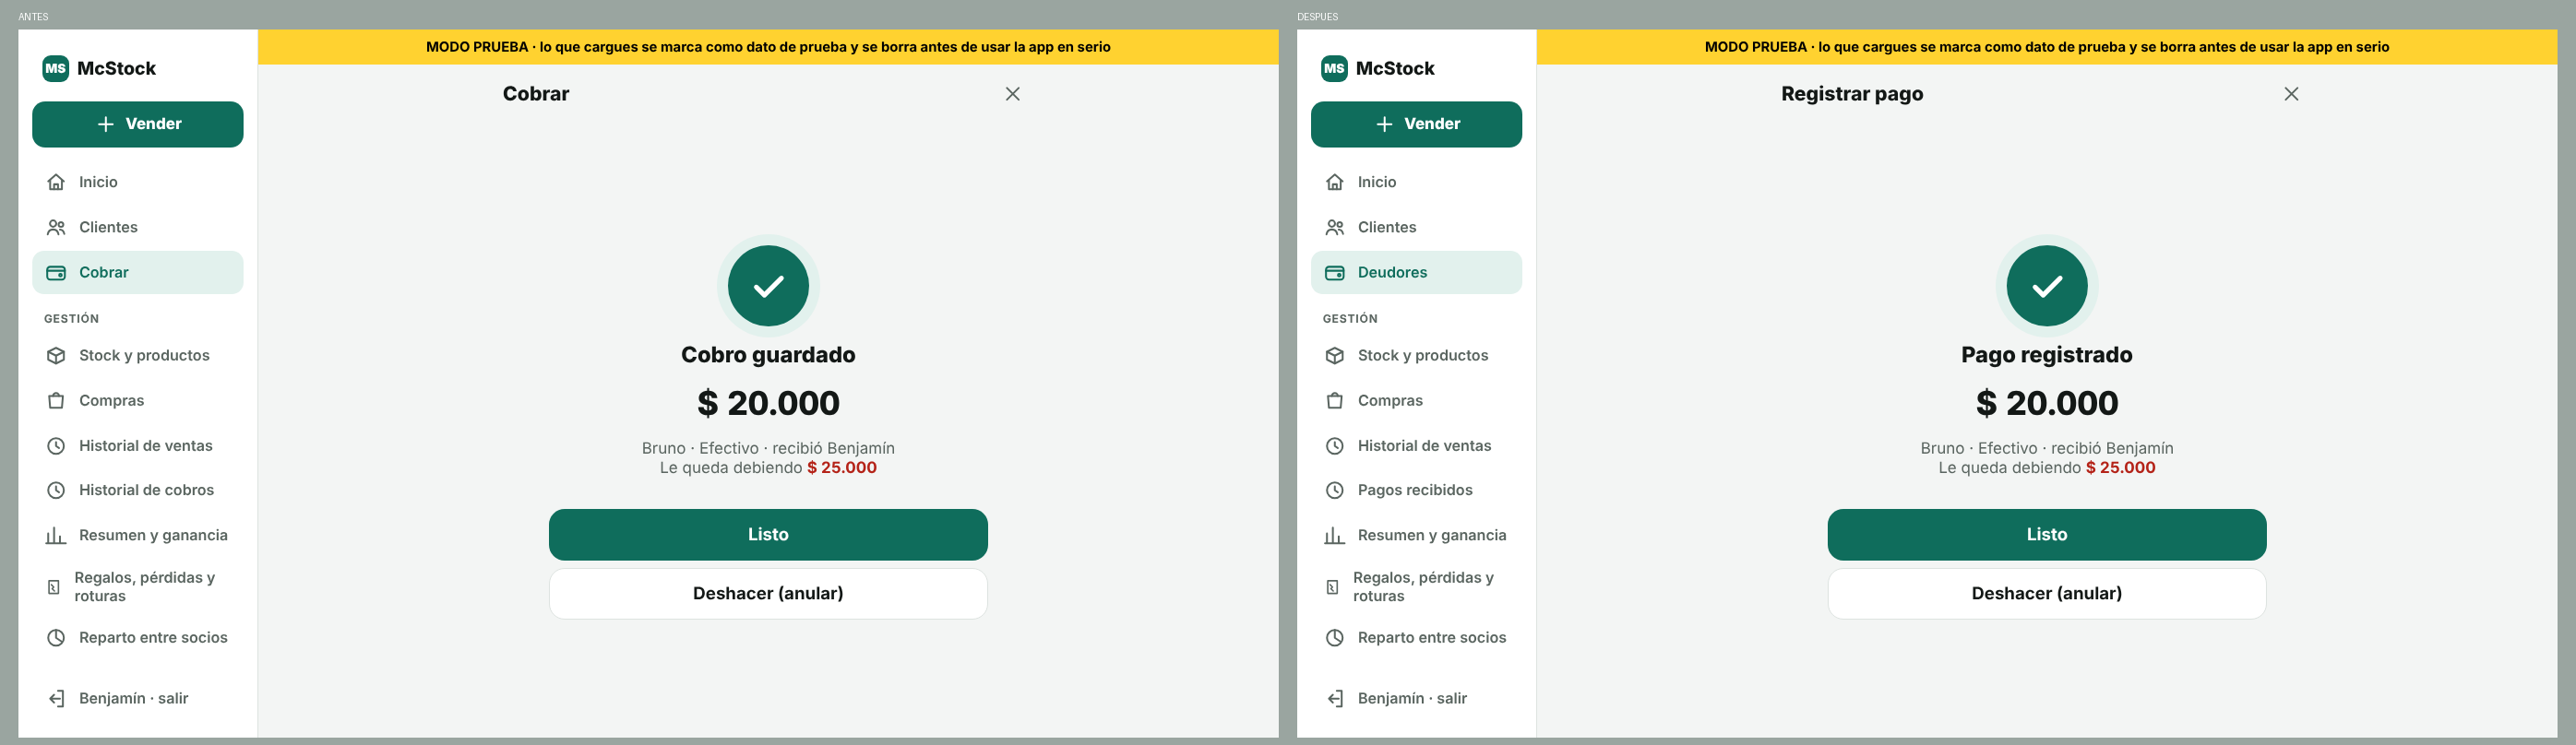 ANTES
MS McStock
Vender
Inicio
Clientes
Cobrar
GESTIÓN
Stock y productos
Compras
Historial de ventas
Historial de cobros
Resumen y ganancia
Regalos, pérdidas y
roturas
Reparto entre socios
Benjamín · salir
MODO PRUEBA · lo que cargues se marca como dato de prueba y se borra antes de usar la app en serio
Cobrar
Cobro guardado
$ 20.000
Bruno · Efectivo · recibió Benjamín
Le queda debiendo $ 25.000
Listo
Deshacer (anular)
DESPUES
MS McStock
Vender
Inicio
Clientes
Deudores
GESTIÓN
Stock y productos
Compras
Historial de ventas
Pagos recibidos
Resumen y ganancia
Regalos, pérdidas y
roturas
Reparto entre socios
Benjamín · salir
MODO PRUEBA · lo que cargues se marca como dato de prueba y se borra antes de usar la app en serio
Registrar pago
Pago registrado
$ 20.000
Bruno · Efectivo · recibió Benjamín
Le queda debiendo $ 25.000
Listo
Deshacer (anular)